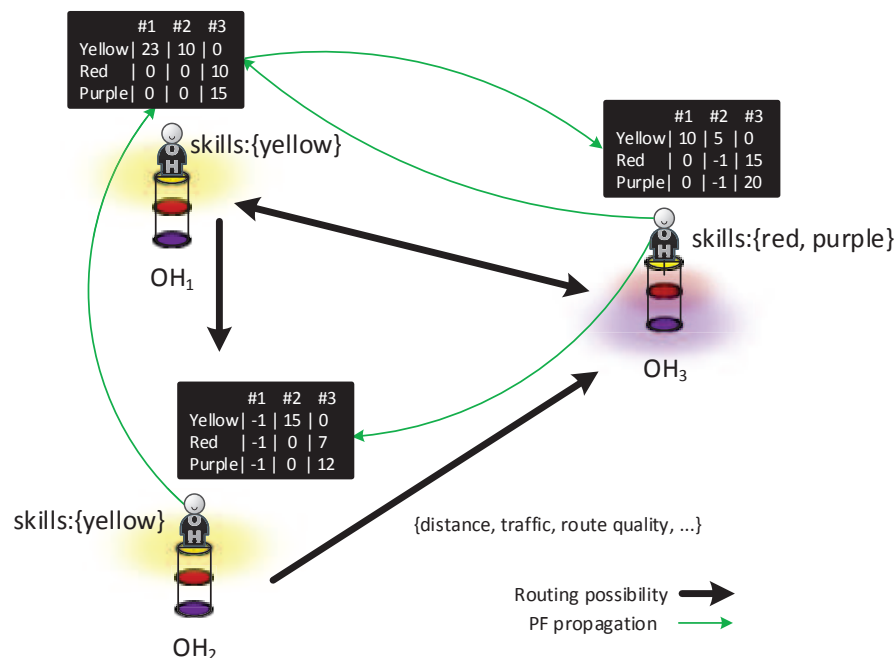 #1 #2 #3
Yellow| 23 | 10 | 0
Red | 0 | 0 | 10
Purple| 0 | 0 | 15
skills:{yellow}
OH
OH₁
#1 #2 #3
Yellow| 10 | 5 | 0
Red | 0 | -1 | 15
Purple| 0 | -1 | 20
skills:{red, purple}
OH
OH₃
#1 #2 #3
Yellow| -1 | 15 | 0
Red | -1 | 0 | 7
Purple| -1 | 0 | 12
skills:{yellow}
OH
OH₂
{distance, traffic, route quality, ...}
Routing possibility
PF propagation